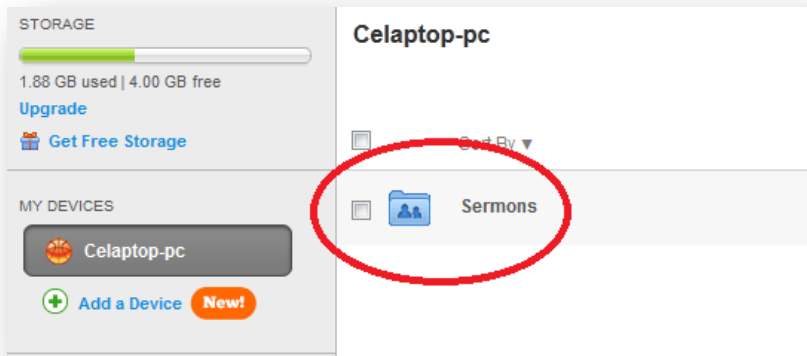 STORAGE
1.88 GB used | 4.00 GB free
Upgrade
Get Free Storage
MY DEVICES
Celaptop-pc
Add a Device New!
Celaptop-pc
Sort By ▼
Sermons